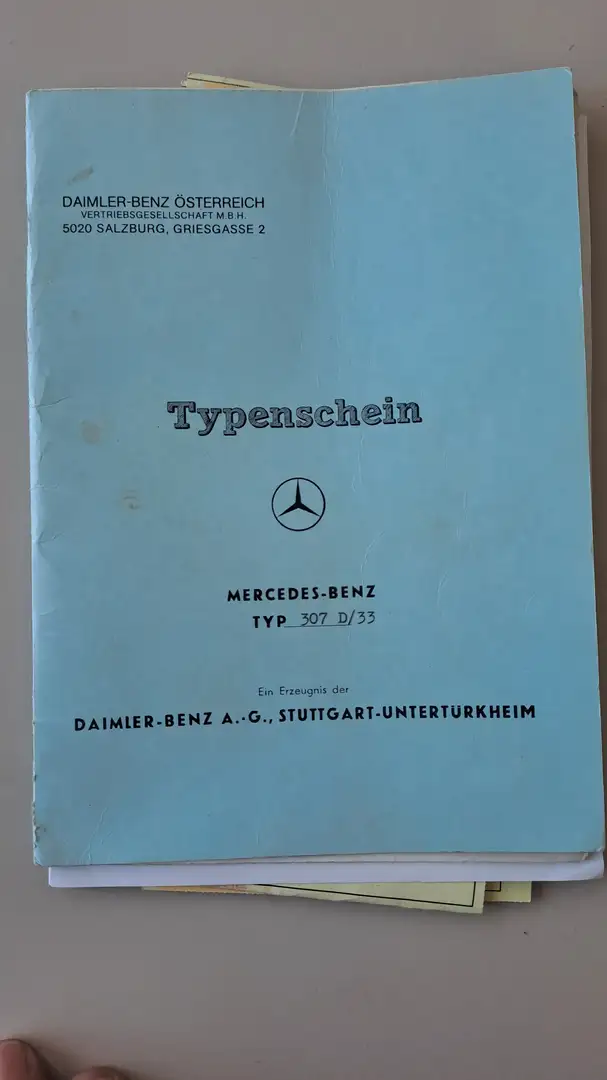 DAIMLER-BENZ ÖSTERREICH
VERTRIEBSGESELLSCHAFT M.B.H.
5020 SALZBURG, GRIESGASSE 2
Typenschein
MERCEDES-BENZ
TYP 307 D/33
Ein Erzeugnis der
DAIMLER-BENZ A.-G., STUTTGART-UNTERTÜRKHEIM